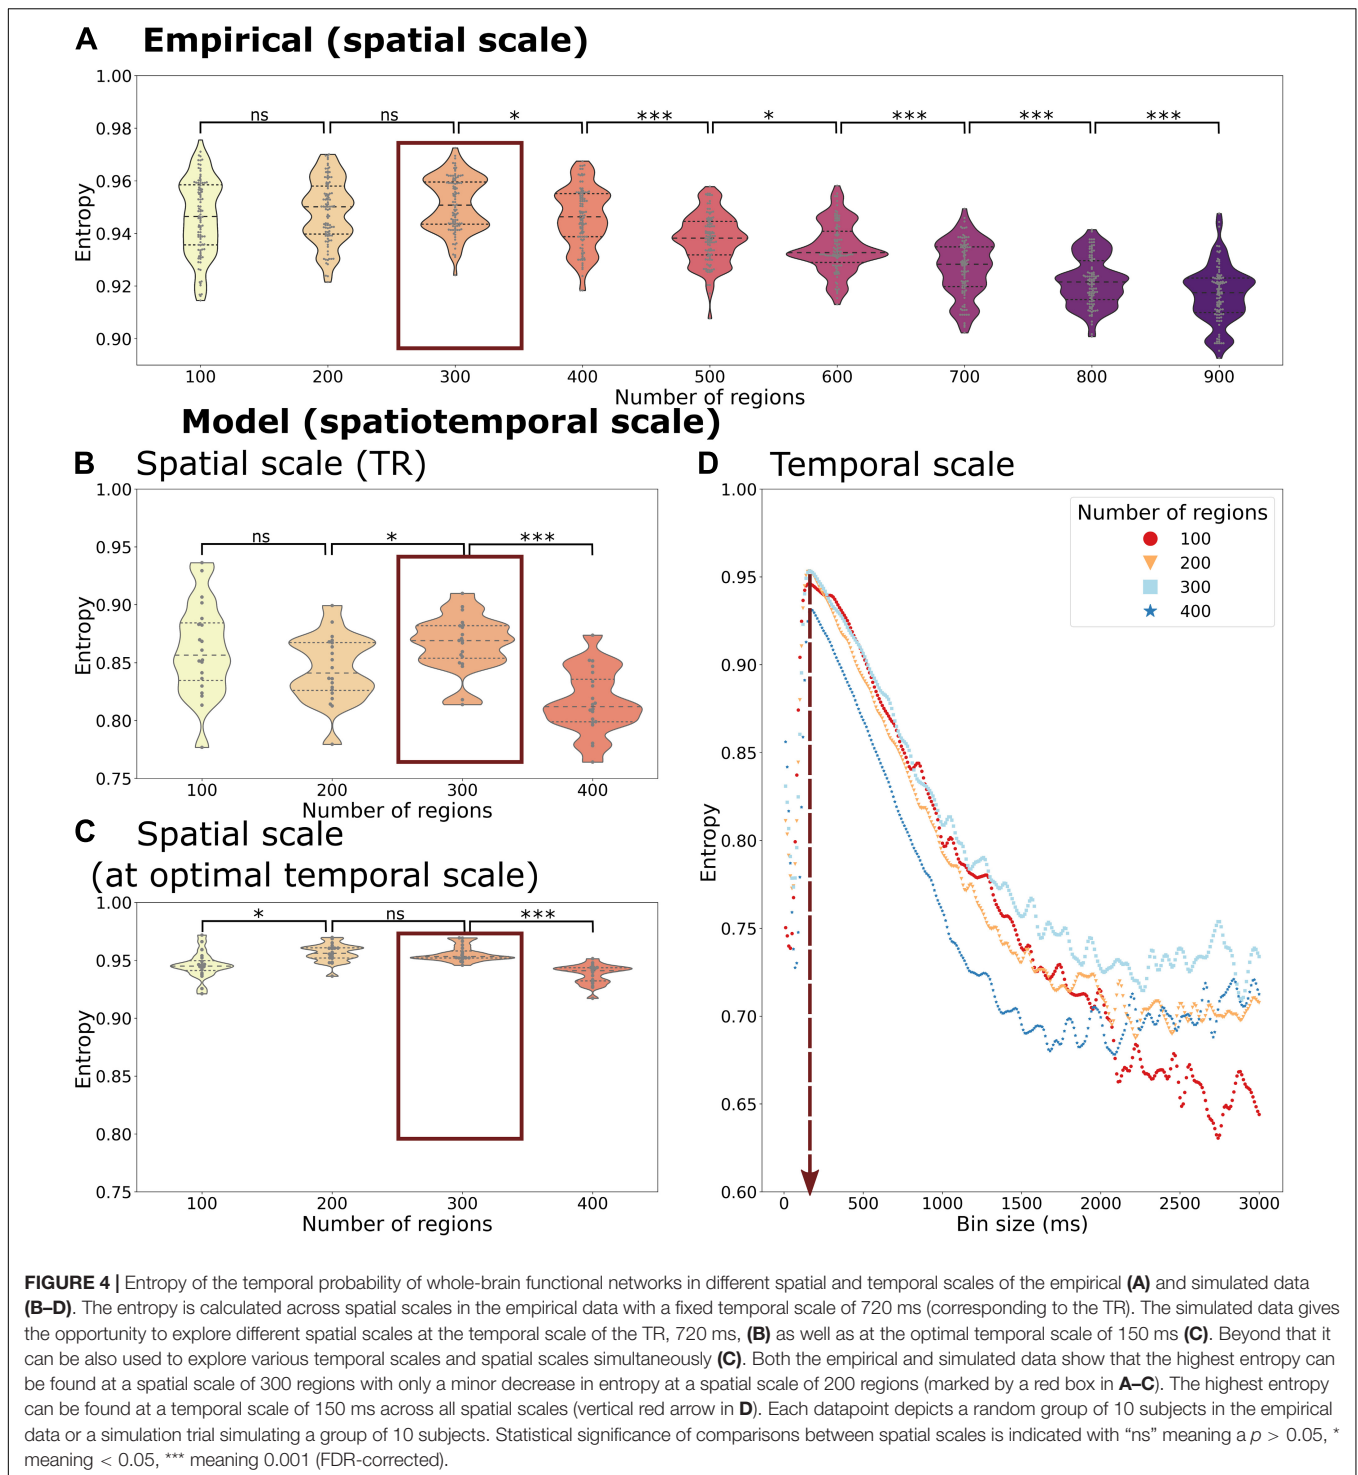 A Empirical (spatial scale)
1.00
0.98
0.96
0.94
0.92
0.90
Entropy
ns ns * *** * *** *** ***
100 200 300 400 500 600 700 800 900
Number of regions
Model (spatiotemporal scale)
B Spatial scale (TR)
1.00
0.95
0.90
0.85
0.80
0.75
Entropy
ns * ***
100 200 300 400
Number of regions
C Spatial scale
(at optimal temporal scale)
1.00
0.95
0.90
0.85
0.80
0.75
Entropy
* ns ***
100 200 300 400
Number of regions
D Temporal scale
1.00
0.95
0.90
0.85
0.80
0.75
0.70
0.65
0.60
Entropy
Number of regions
100
200
300
400
0 500 1000 1500 2000 2500 3000
Bin size (ms)
FIGURE 4 | Entropy of the temporal probability of whole-brain functional networks in different spatial and temporal scales of the empirical (A) and simulated data
(B–D). The entropy is calculated across spatial scales in the empirical data with a fixed temporal scale of 720 ms (corresponding to the TR). The simulated data gives
the opportunity to explore different spatial scales at the temporal scale of the TR, 720 ms, (B) as well as at the optimal temporal scale of 150 ms (C). Beyond that it
can be also used to explore various temporal scales and spatial scales simultaneously (C). Both the empirical and simulated data show that the highest entropy can
be found at a spatial scale of 300 regions with only a minor decrease in entropy at a spatial scale of 200 regions (marked by a red box in A–C). The highest entropy
can be found at a temporal scale of 150 ms across all spatial scales (vertical red arrow in D). Each datapoint depicts a random group of 10 subjects in the empirical
data or a simulation trial simulating a group of 10 subjects. Statistical significance of comparisons between spatial scales is indicated with “ns” meaning a p > 0.05, *
meaning < 0.05, *** meaning 0.001 (FDR-corrected).